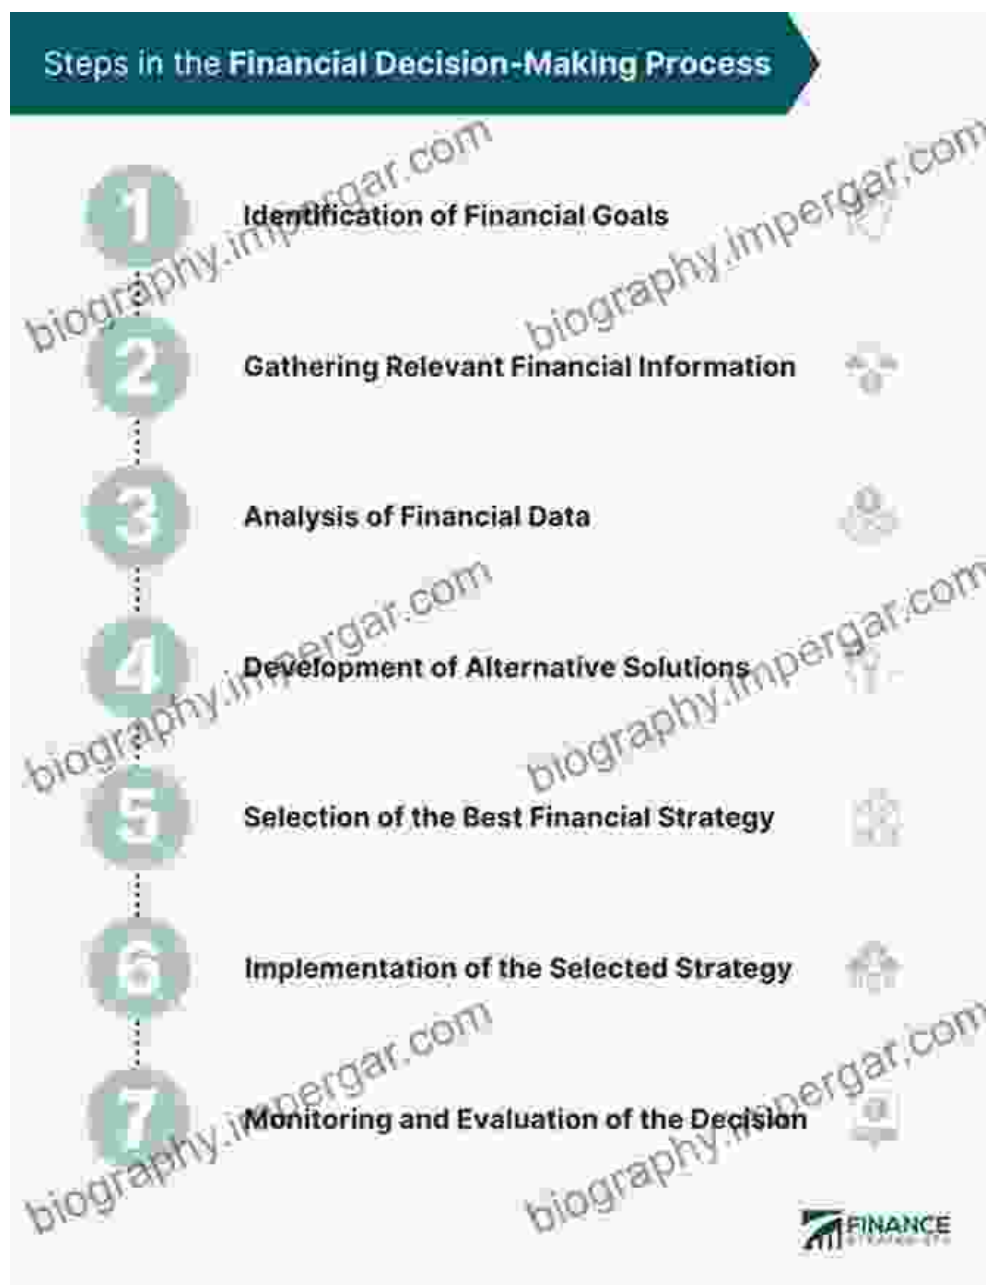 Steps in the Financial Decision-Making Process
1
Identification of Financial Goals
2
Gathering Relevant Financial Information
3
Analysis of Financial Data
4
Development of Alternative Solutions
5
Selection of the Best Financial Strategy
6
Implementation of the Selected Strategy
7
Monitoring and Evaluation of the Decision
biography.impergar.com
biography.impergar.com
biography.impergar.com
biography.impergar.com
biography.impergar.com
biography.impergar.com
FINANCE